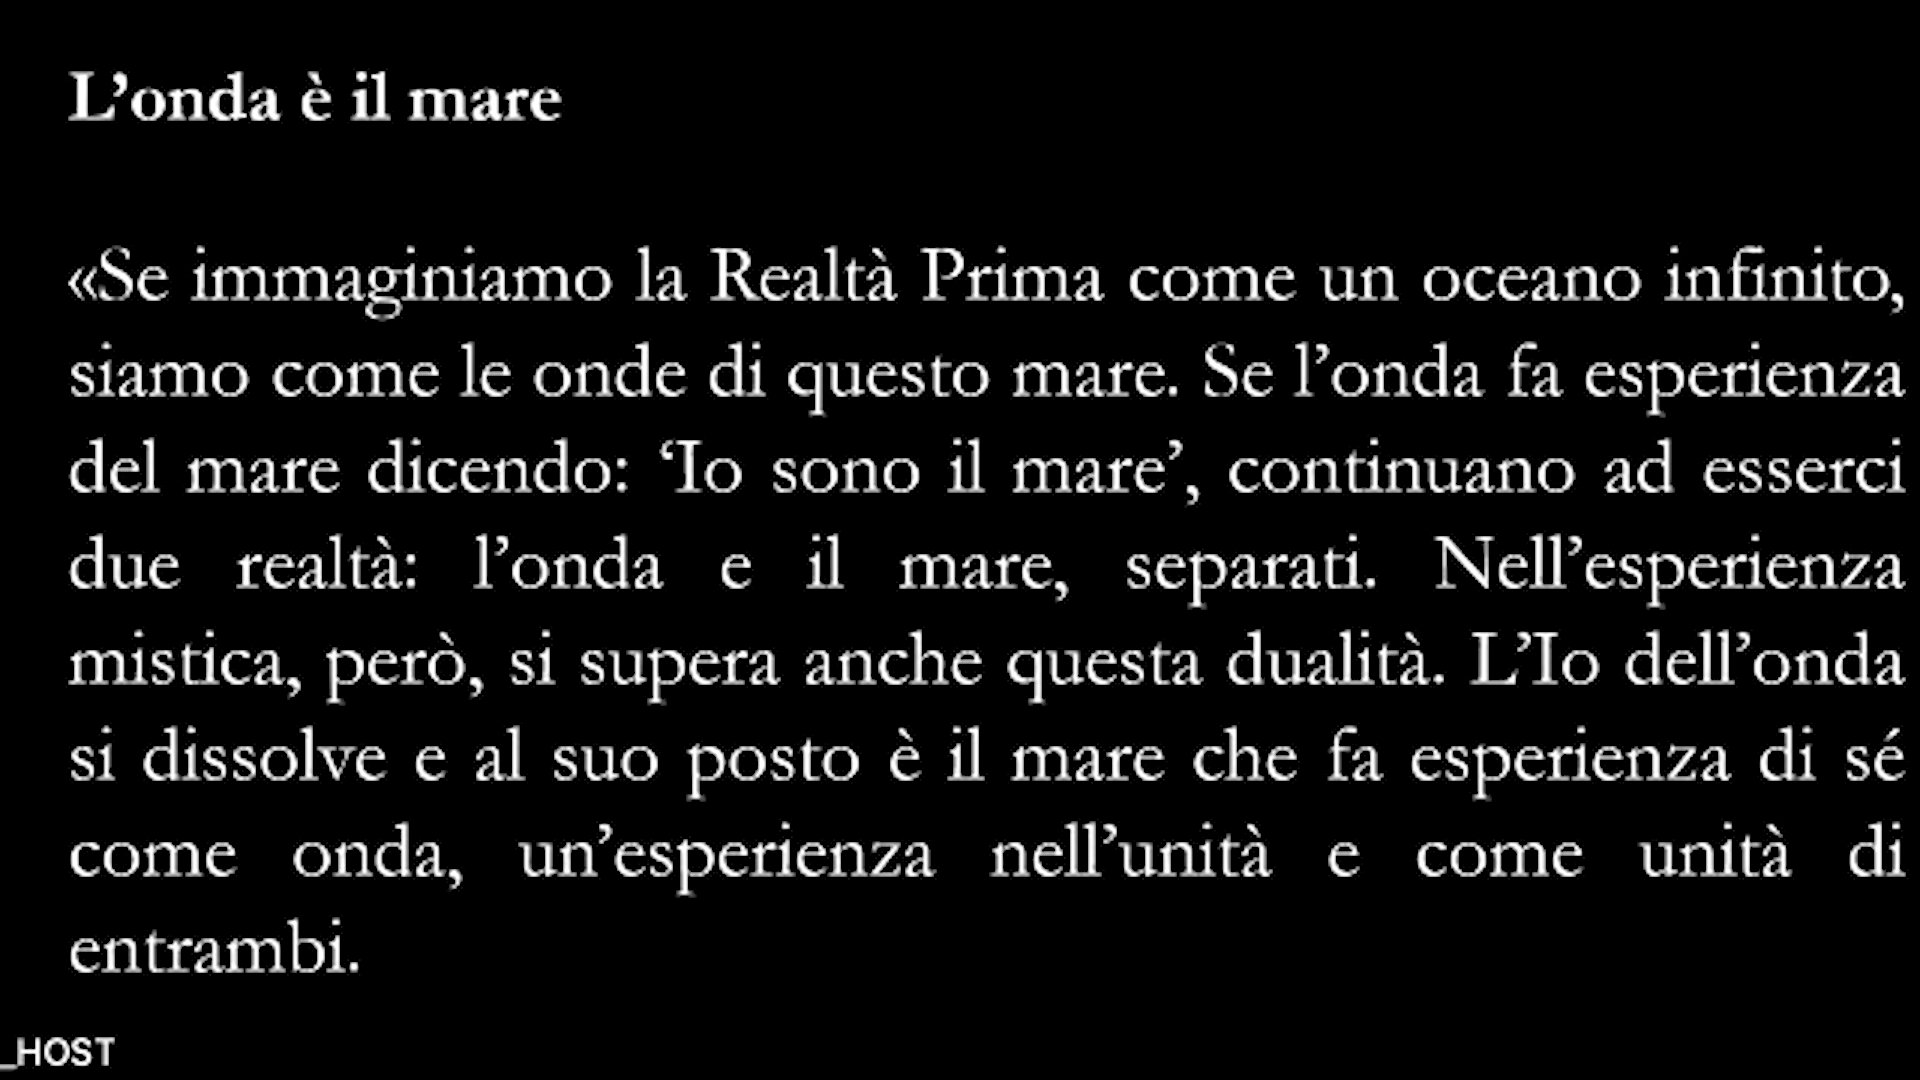 L’onda è il mare
«Se immaginiamo la Realtà Prima come un oceano infinito,
siamo come le onde di questo mare. Se l’onda fa esperienza
del mare dicendo: ‘Io sono il mare’, continuano ad esserci
due realtà: l’onda e il mare, separati. Nell’esperienza
mistica, però, si supera anche questa dualità. L’Io dell’onda
si dissolve e al suo posto è il mare che fa esperienza di sé
come onda, un’esperienza nell’unità e come unità di
entrambi.
_HOST